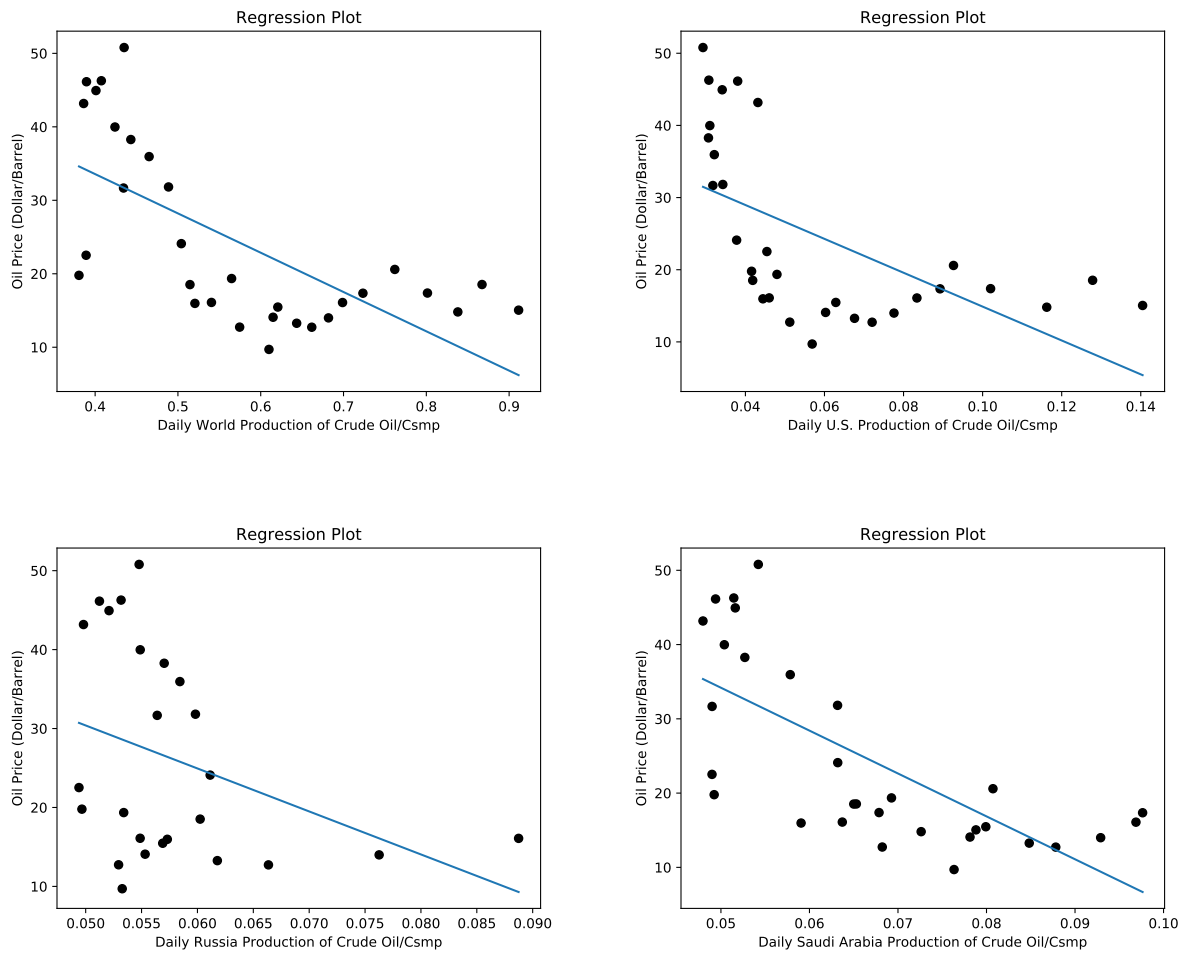 Regression Plot
Oil Price (Dollar/Barrel)
50
40
30
20
10
0.4 0.5 0.6 0.7 0.8 0.9
Daily World Production of Crude Oil/Csmp
Regression Plot
Oil Price (Dollar/Barrel)
50
40
30
20
10
0.04 0.06 0.08 0.10 0.12 0.14
Daily U.S. Production of Crude Oil/Csmp
Regression Plot
Oil Price (Dollar/Barrel)
50
40
30
20
10
0.050 0.055 0.060 0.065 0.070 0.075 0.080 0.085 0.090
Daily Russia Production of Crude Oil/Csmp
Regression Plot
Oil Price (Dollar/Barrel)
50
40
30
20
10
0.05 0.06 0.07 0.08 0.09 0.10
Daily Saudi Arabia Production of Crude Oil/Csmp